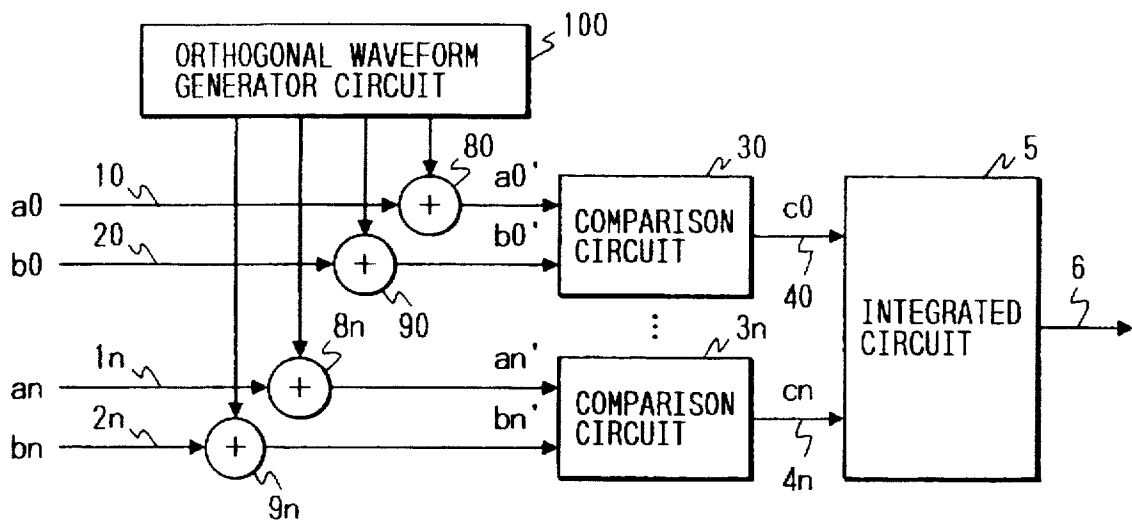 100
ORTHOGONAL WAVEFORM
GENERATOR CIRCUIT
80
30
5
10
a0'
a0
+
COMPARISON
CIRCUIT
c0
20
b0'
b0
+
40
6
90
INTEGRATED
CIRCUIT
8n
⋮
3n
1n
an'
an
+
COMPARISON
CIRCUIT
cn
2n
bn'
bn
+
4n
9n